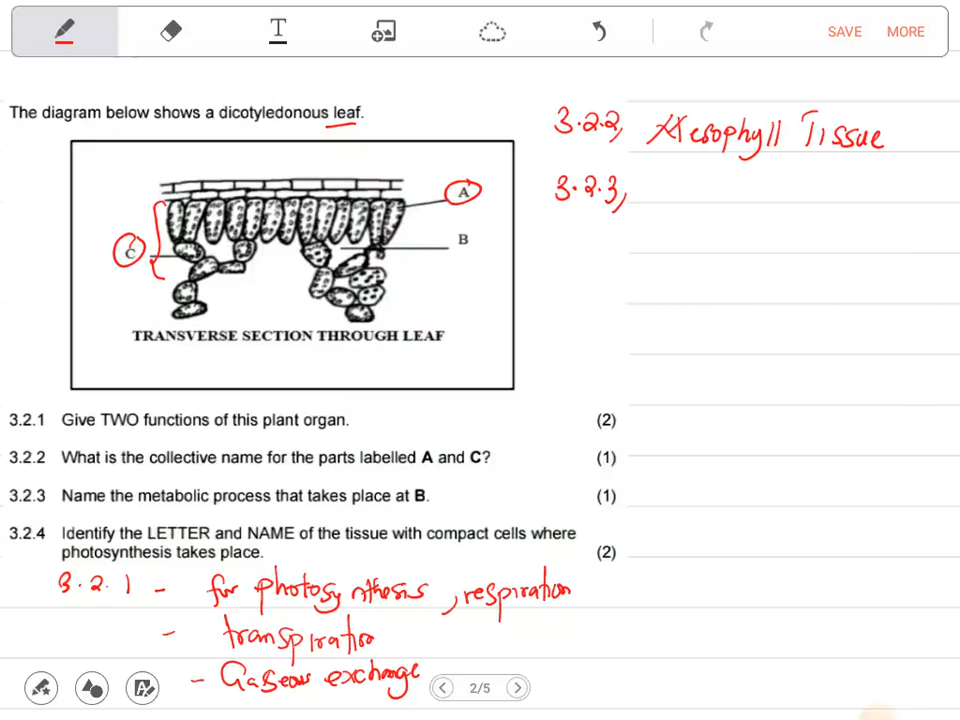 T
SAVE
MORE
The diagram below shows a dicotyledonous leaf.
3.2.2, Mesophyll Tissue
3.2.3,
A
B
C
TRANSVERSE SECTION THROUGH LEAF
3.2.1 Give TWO functions of this plant organ. (2)
3.2.2 What is the collective name for the parts labelled A and C? (1)
3.2.3 Name the metabolic process that takes place at B. (1)
3.2.4 Identify the LETTER and NAME of the tissue with compact cells where
photosynthesis takes place. (2)
3.2.1 - for photosynthesis, respiration
- transpiration
- Gaseous exchange
A
2/5